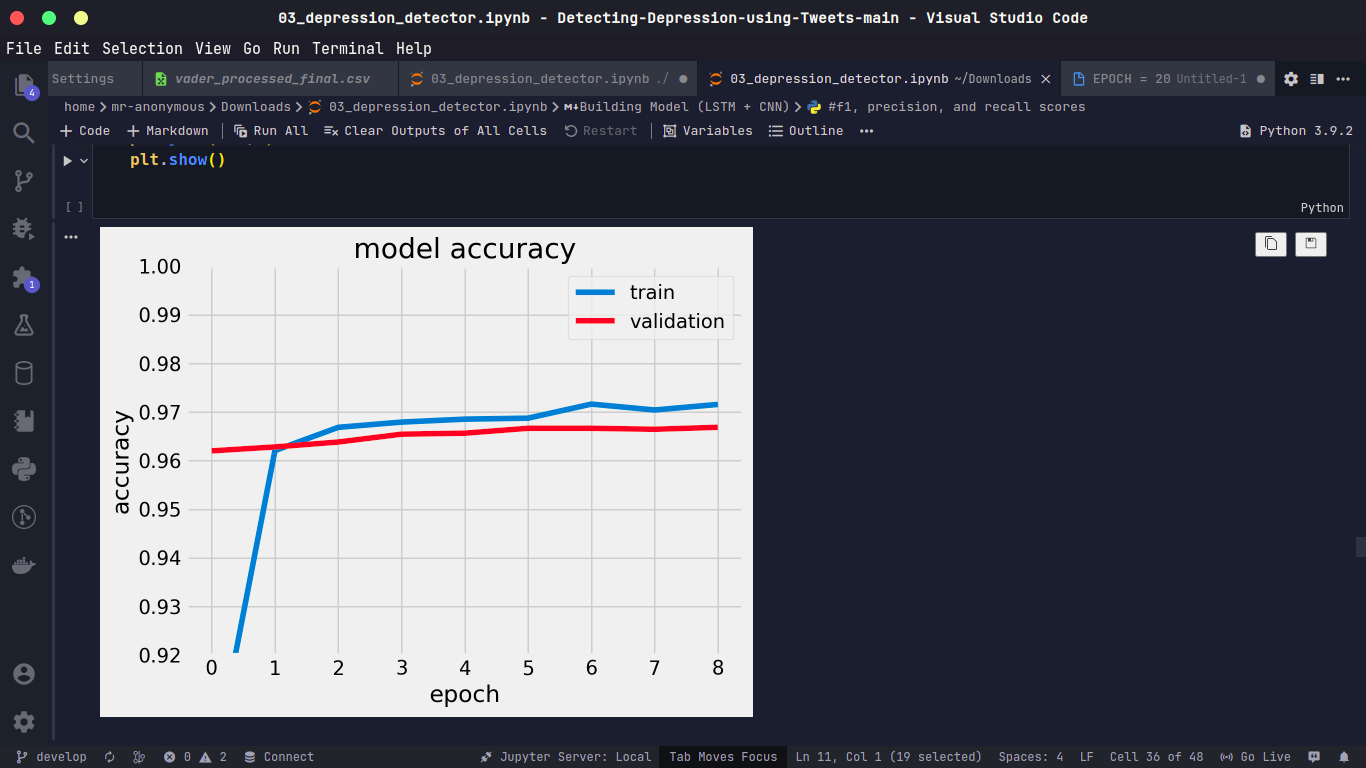 03_depression_detector.ipynb - Detecting-Depression-using-Tweets-main - Visual Studio Code
File Edit Selection View Go Run Terminal Help
Settings vader_processed_final.csv 03_depression_detector.ipynb ./ 03_depression_detector.ipynb ~/Downloads EPOCH = 20 Untitled-1
4
home > mr-anonymous > Downloads > 03_depression_detector.ipynb > M↓Building Model (LSTM + CNN) > #f1, precision, and recall scores
+ Code + Markdown Run All Clear Outputs of All Cells Restart Variables Outline ... Python 3.9.2
plt.show()
[ ]
Python
...
model accuracy
1.00
0.99
0.98
0.97
0.96
0.95
0.94
0.93
0.92
accuracy
train
validation
0 1 2 3 4 5 6 7 8
epoch
1
develop 0 2 Connect Jupyter Server: Local Tab Moves Focus Ln 11, Col 1 (19 selected) Spaces: 4 LF Cell 36 of 48 Go Live